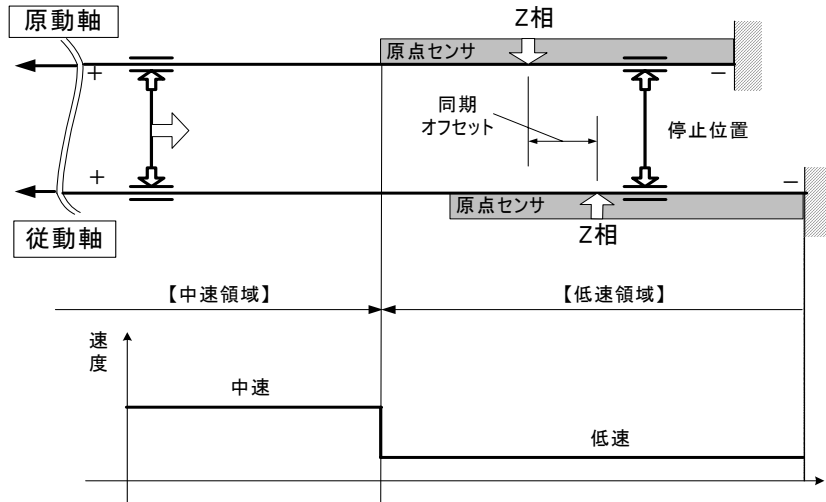 原動軸
Z相
原点センサ
+
−
同期
オフセット
停止位置
+
−
原点センサ
従動軸
Z相
【中速領域】
【低速領域】
速
度
中速
低速